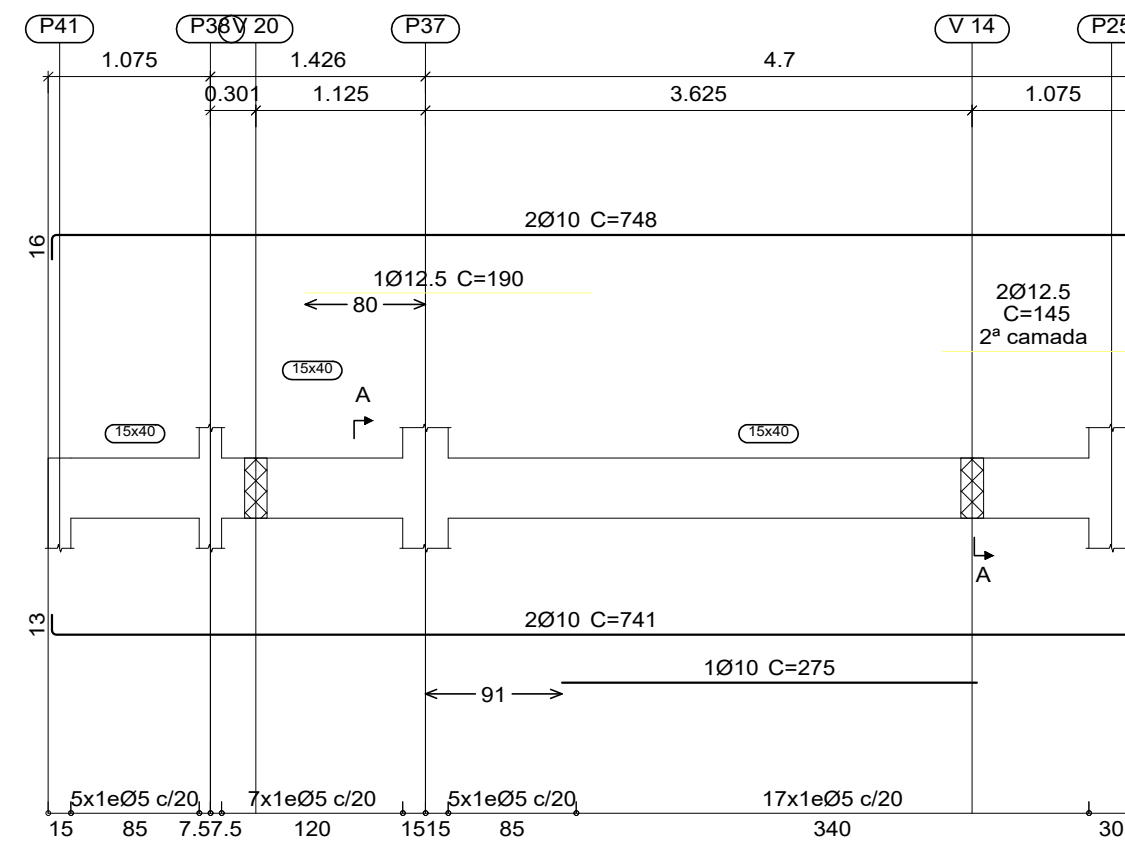 P41 P38 V 20 P37 V 14 P25
1.075 1.426 4.7
0.301 1.125 3.625 1.075
2Ø10 C=748
16
1Ø12.5 C=190
80
2Ø12.5
C=145
2ª camada
15x40
A
15x40 15x40
A
13
2Ø10 C=741
1Ø10 C=275
91
5x1eØ5 c/20 7x1eØ5 c/20 5x1eØ5 c/20 17x1eØ5 c/20
15 85 7.5 7.5 120 15 15 85 340 30